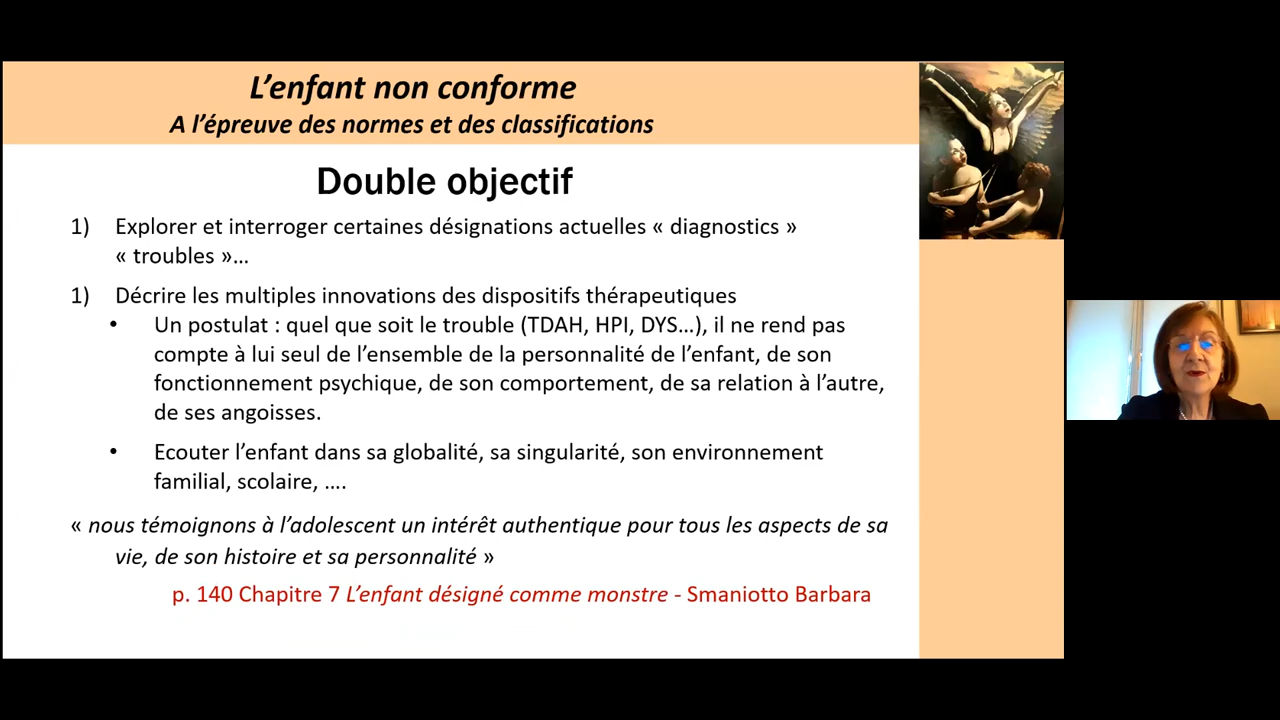 L'enfant non conforme
A l'épreuve des normes et des classifications
Double objectif
1) Explorer et interroger certaines désignations actuelles « diagnostics »
« troubles »…
1) Décrire les multiples innovations des dispositifs thérapeutiques
• Un postulat : quel que soit le trouble (TDAH, HPI, DYS…), il ne rend pas
compte à lui seul de l'ensemble de la personnalité de l'enfant, de son
fonctionnement psychique, de son comportement, de sa relation à l'autre,
de ses angoisses.
• Ecouter l'enfant dans sa globalité, sa singularité, son environnement
familial, scolaire, ….
« nous témoignons à l'adolescent un intérêt authentique pour tous les aspects de sa
vie, de son histoire et sa personnalité »
p. 140 Chapitre 7 L'enfant désigné comme monstre - Smaniotto Barbara